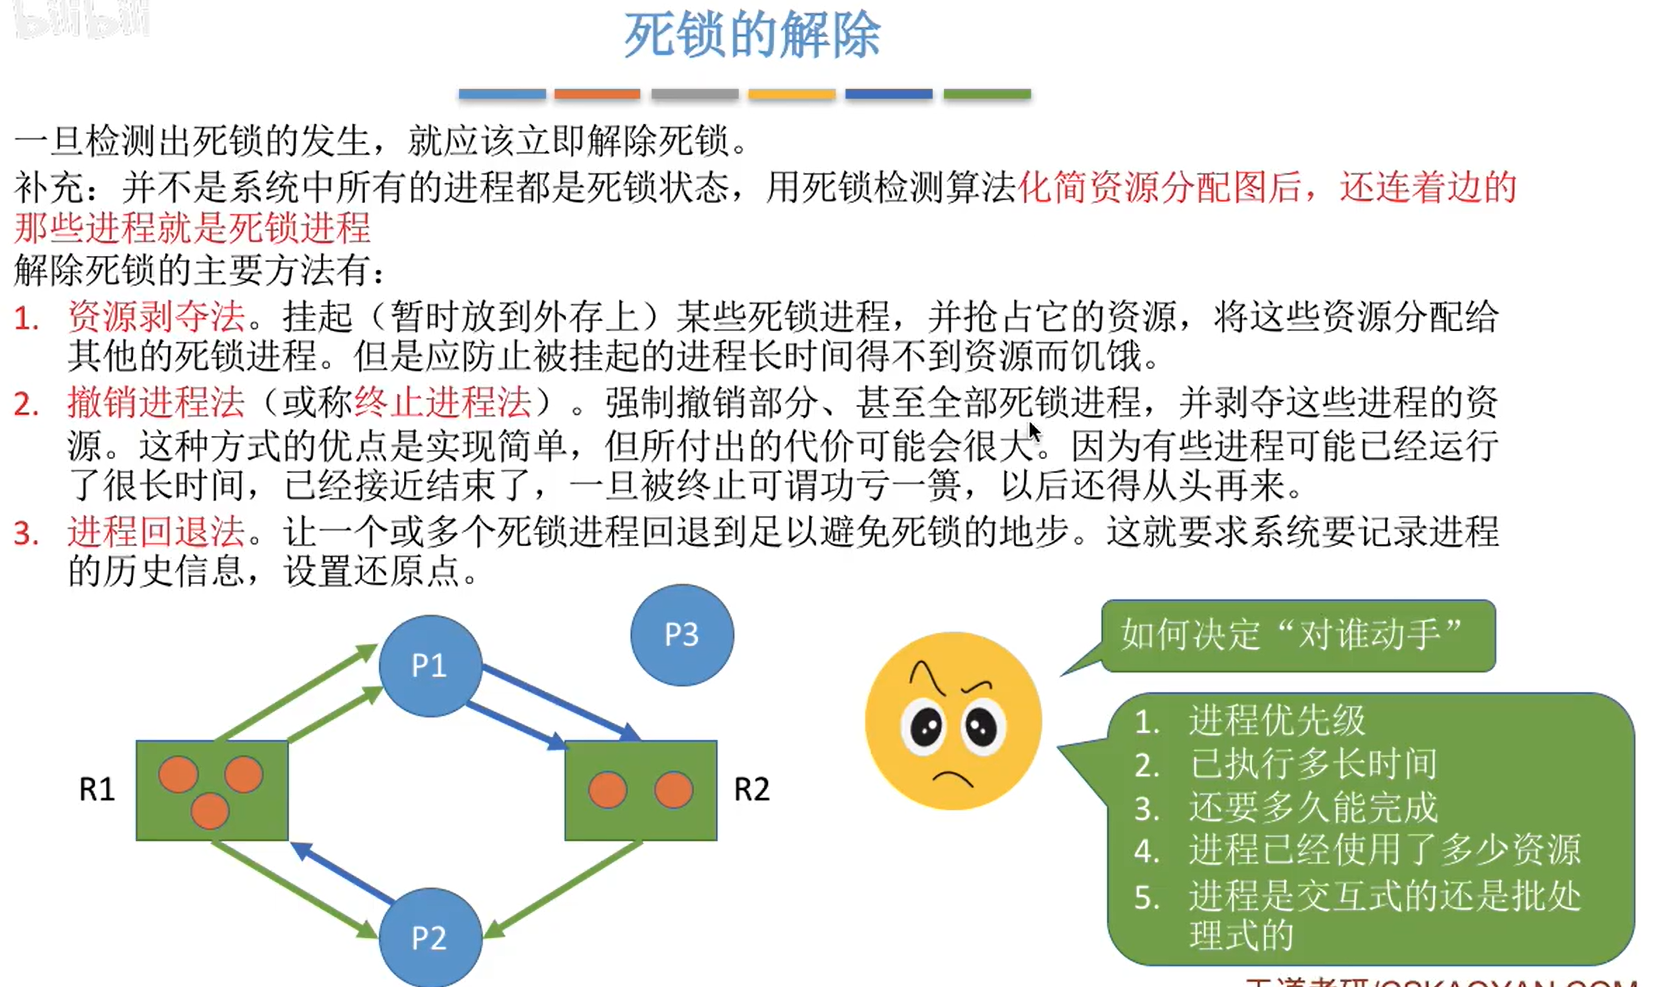 bilibili
死锁的解除
一旦检测出死锁的发生，就应该立即解除死锁。
补充：并不是系统中所有的进程都是死锁状态，用死锁检测算法化简资源分配图后，还连着边的
那些进程就是死锁进程
解除死锁的主要方法有：
1. 资源剥夺法。挂起（暂时放到外存上）某些死锁进程，并抢占它的资源，将这些资源分配给
其他的死锁进程。但是应防止被挂起的进程长时间得不到资源而饥饿。
2. 撤销进程法（或称终止进程法）。强制撤销部分、甚至全部死锁进程，并剥夺这些进程的资
源。这种方式的优点是实现简单，但所付出的代价可能会很大。因为有些进程可能已经运行
了很长时间，已经接近结束了，一旦被终止可谓功亏一篑，以后还得从头再来。
3. 进程回退法。让一个或多个死锁进程回退到足以避免死锁的地步。这就要求系统要记录进程
的历史信息，设置还原点。
P1
P3
R1
R2
P2
如何决定“对谁动手”
1. 进程优先级
2. 已执行多长时间
3. 还要多久能完成
4. 进程已经使用了多少资源
5. 进程是交互式的还是批处
理式的
王道考研/CSKAOYAN.COM